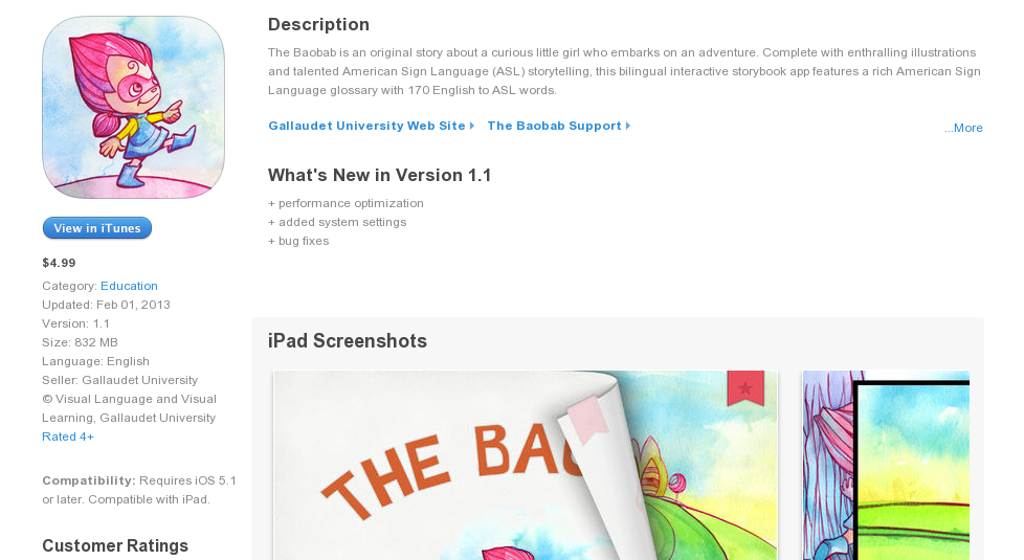 Description
The Baobab is an original story about a curious little girl who embarks on an adventure. Complete with enthralling illustrations
and talented American Sign Language (ASL) storytelling, this bilingual interactive storybook app features a rich American Sign
Language glossary with 170 English to ASL words.
Gallaudet University Web Site The Baobab Support ...More
What's New in Version 1.1
+ performance optimization
+ added system settings
+ bug fixes
View in iTunes
$4.99
Category: Education
Updated: Feb 01, 2013
Version: 1.1
Size: 832 MB
Language: English
Seller: Gallaudet University
© Visual Language and Visual
Learning, Gallaudet University
Rated 4+
Compatibility: Requires iOS 5.1
or later. Compatible with iPad.
Customer Ratings
iPad Screenshots
THE BAO